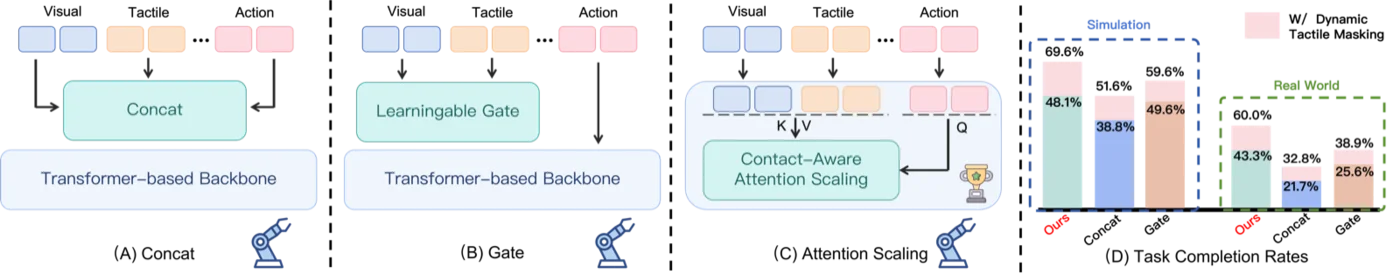 Visual Tactile Action
...
Concat
Transformer-based Backbone
(A) Concat
Visual Tactile Action
...
Learningable Gate
Transformer-based Backbone
(B) Gate
Visual Tactile Action
...
K V
Q
Contact-Aware
Attention Scaling
(C) Attention Scaling
W/ Dynamic
Tactile Masking
Simulation
69.6%
48.1%
51.6%
38.8%
59.6%
49.6%
Real World
60.0%
43.3%
32.8%
21.7%
38.9%
25.6%
Ours
Concat
Gate
Ours
Concat
Gate
(D) Task Completion Rates